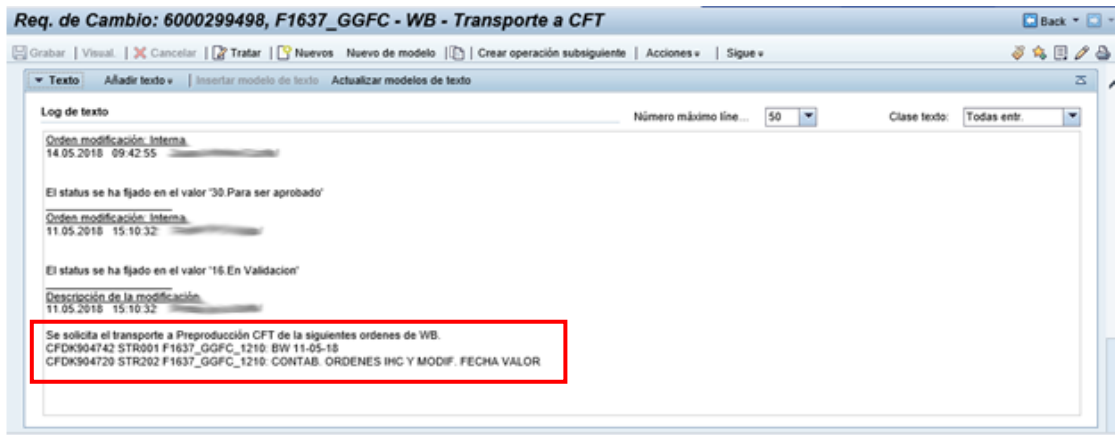 Req. de Cambio: 6000299498, F1637_GGFC - WB - Transporte a CFT
Back
Grabar | Visual. | Cancelar | Tratar | Nuevos Nuevo de modelo | Crear operación subsiguiente | Acciones | Sigue
Texto Añadir texto | Insertar modelo de texto Actualizar modelos de texto
Log de texto
Número máximo líne... 50 Clase texto: Todas entr.
Orden modificación: Interna
14.05.2018 09:42:55
El status se ha fijado en el valor '30.Para ser aprobado'
Orden modificación: Interna
11.05.2018 15:10:32
El status se ha fijado en el valor '16.En Validacion'
Descripción de la modificación
11.05.2018 15:10:32
Se solicita el transporte a Preproducción CFT de la siguientes ordenes de WB.
CFDK904742 STR001 F1637_GGFC_1210: BW 11-05-18
CFDK904720 STR202 F1637_GGFC_1210: CONTAB. ORDENES IHC Y MODIF. FECHA VALOR